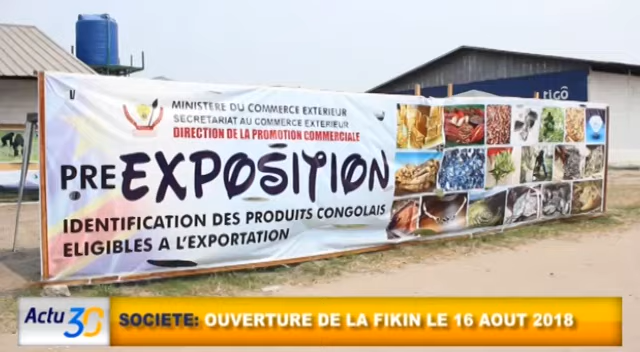 MINISTERE DU COMMERCE EXTERIEUR
SECRETARIAT AU COMMERCE EXTERIEUR
DIRECTION DE LA PROMOTION COMMERCIALE
PRE EXPOSITION
IDENTIFICATION DES PRODUITS CONGOLAIS
ELIGIBLES A L'EXPORTATION
tigo
Actu 30
SOCIETE: OUVERTURE DE LA FIKIN LE 16 AOUT 2018